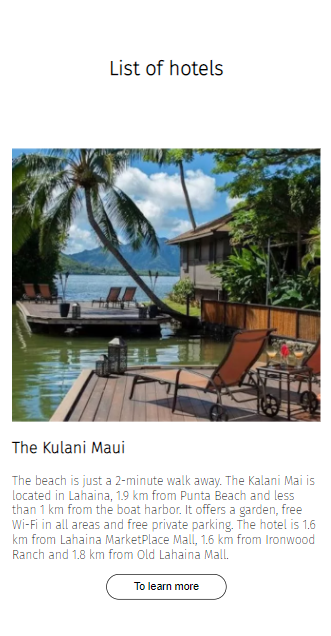 List of hotels
The Kulani Maui
The beach is just a 2-minute walk away. The Kalani Mai is
located in Lahaina, 1.9 km from Punta Beach and less
than 1 km from the boat harbor. It offers a garden, free
Wi-Fi in all areas and free private parking. The hotel is 1.6
km from Lahaina MarketPlace Mall, 1.6 km from Ironwood
Ranch and 1.8 km from Old Lahaina Mall.
To learn more